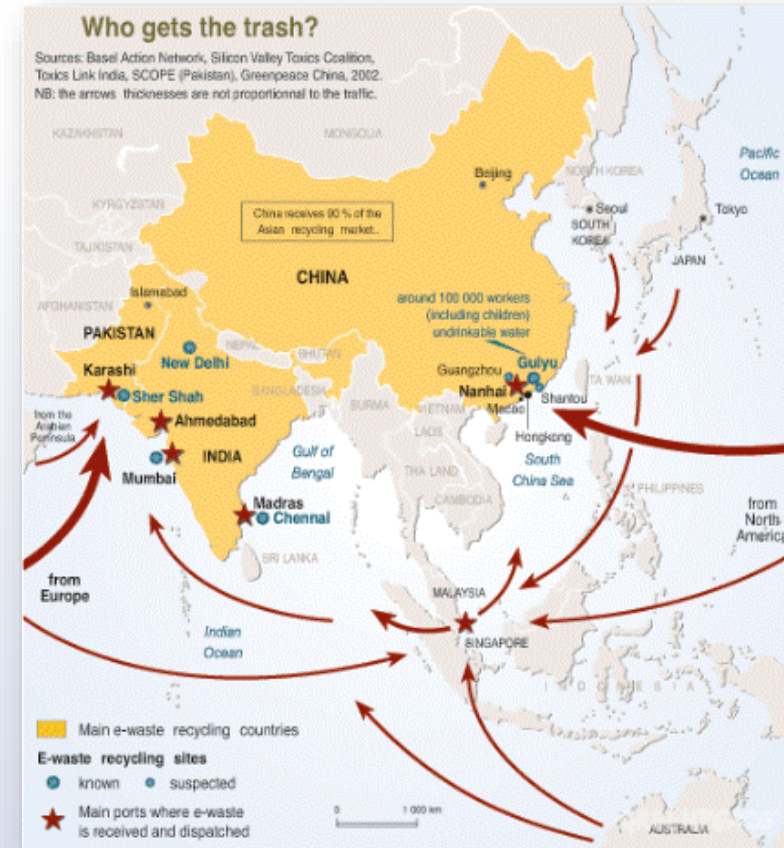 Who gets the trash?
Sources: Basel Action Network, Silicon Valley Toxics Coalition,
Toxics Link India, SCOPE (Pakistan), Greenpeace China, 2002.
NB: the arrows thicknesses are not proportionnal to the traffic.
KAZAKHSTAN
MONGOLIA
Pacific
Ocean
Beijing
NORTH KOREA
KYRGYZSTAN
China receives 90 % of the
Asian recycling market..
Seoul
Tokyo
SOUTH
KOREA
TAJIKISTAN
JAPAN
CHINA
Islamabad
AFGHANISTAN
around 100 000 workers
(including children)
undrinkable water
PAKISTAN
NEPAL
BHUTAN
New Delhi
Guiyu
Karashi
Guangzhou
TA WAN
Sher Shah
BANGLADESH
Nanhai
Shantou
BURMA
VIETNAM
Macao
from the
Arabian
Peninsula
Ahmedabad
LAOS
Hongkong
INDIA
Gulf of
Bengal
South
China Sea
Mumbai
THA LAND
PHILIPPINES
Madras
Chennai
CAMBODIA
from
North
America
SRI LANKA
from
Europe
MALAYSIA
Indian
Ocean
SINGAPORE
INDONESIA
Main e-waste recycling countries
E-waste recycling sites
known
suspected
Main ports where e-waste
is received and dispatched
0
1 000 km
AUSTRALIA